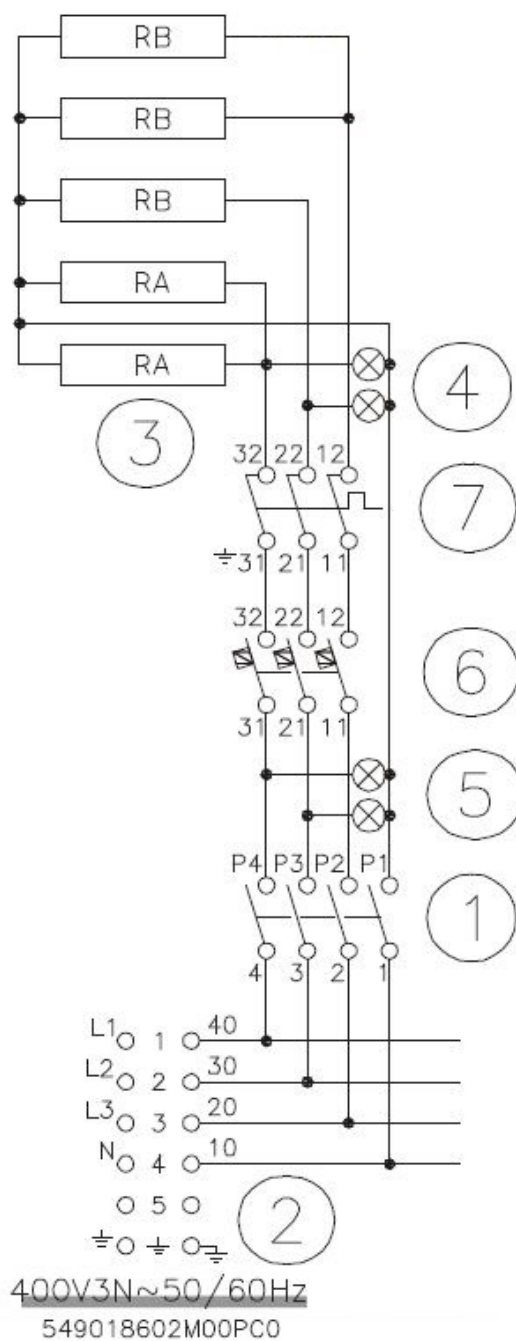 RB
RB
RB
RA
RA
4
3
32 22 12
7
31 21 11
32 22 12
6
31 21 11
5
P4 P3 P2 P1
1
4 3 2 1
L1 1 40
L2 2 30
L3 3 20
N 4 10
5
2
400V3N~50/60Hz
549018602M00PC0